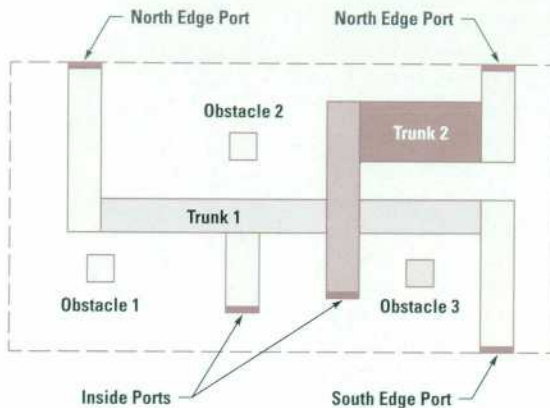 North Edge Port
North Edge Port
Obstacle 2
Trunk 2
Trunk 1
Obstacle 1
Obstacle 3
Inside Ports
South Edge Port